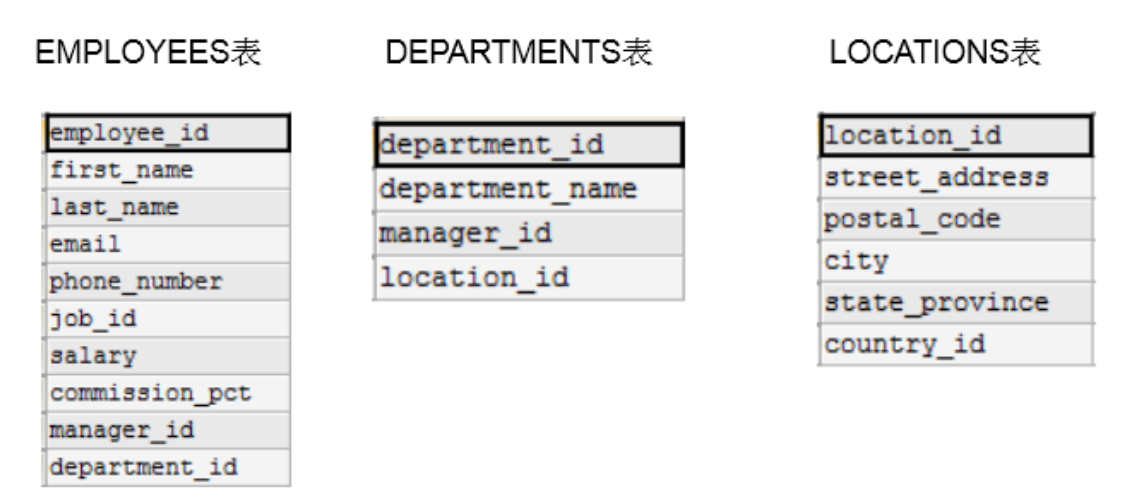 EMPLOYEES表
DEPARTMENTS表
LOCATIONS表
employee_id
first_name
last_name
email
phone_number
job_id
salary
commission_pct
manager_id
department_id
department_id
department_name
manager_id
location_id
location_id
street_address
postal_code
city
state_province
country_id